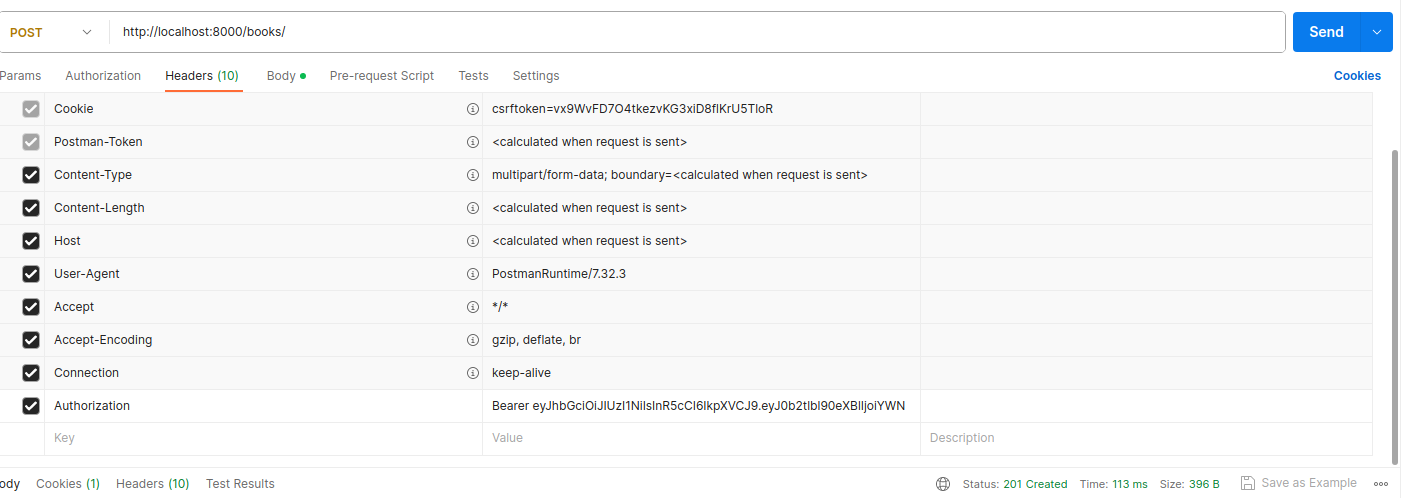 POST http://localhost:8000/books/ Send
Params Authorization Headers (10) Body Pre-request Script Tests Settings Cookies
Cookie csrftoken=vx9WvFD7O4tkezvKG3xiD8flKrU5TloR
Postman-Token <calculated when request is sent>
Content-Type multipart/form-data; boundary=<calculated when request is sent>
Content-Length <calculated when request is sent>
Host <calculated when request is sent>
User-Agent PostmanRuntime/7.32.3
Accept */*
Accept-Encoding gzip, deflate, br
Connection keep-alive
Authorization Bearer eyJhbGciOiJIUzI1NiIsInR5cCI6IkpXVCJ9.eyJ0b2tlbl90eXBlIjoiYWN
Key Value Description
ody Cookies (1) Headers (10) Test Results Status: 201 Created Time: 113 ms Size: 396 B Save as Example